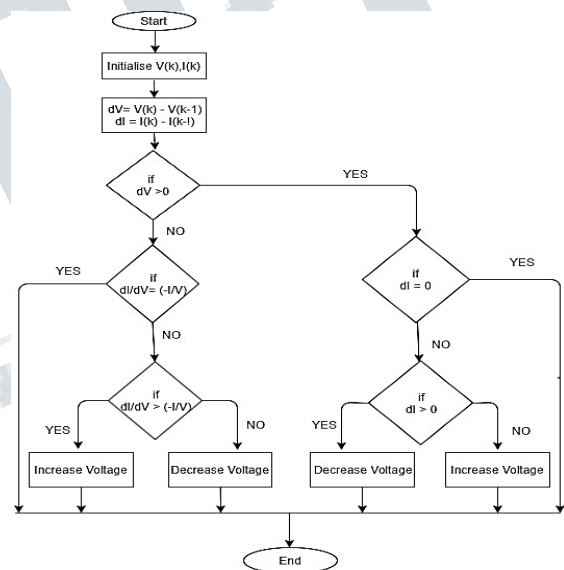 Start
Initialise V(k),I(k)
dV= V(k) - V(k-1)
dI = I(k) - I(k-!)
if
dV >0
YES
NO
if
dI/dV= (-I/V)
YES
if
dI = 0
YES
NO
NO
if
dI/dV > (-I/V)
YES
NO
if
dI > 0
YES
NO
Increase Voltage
Decrease Voltage
Decrease Voltage
Increase Voltage
End